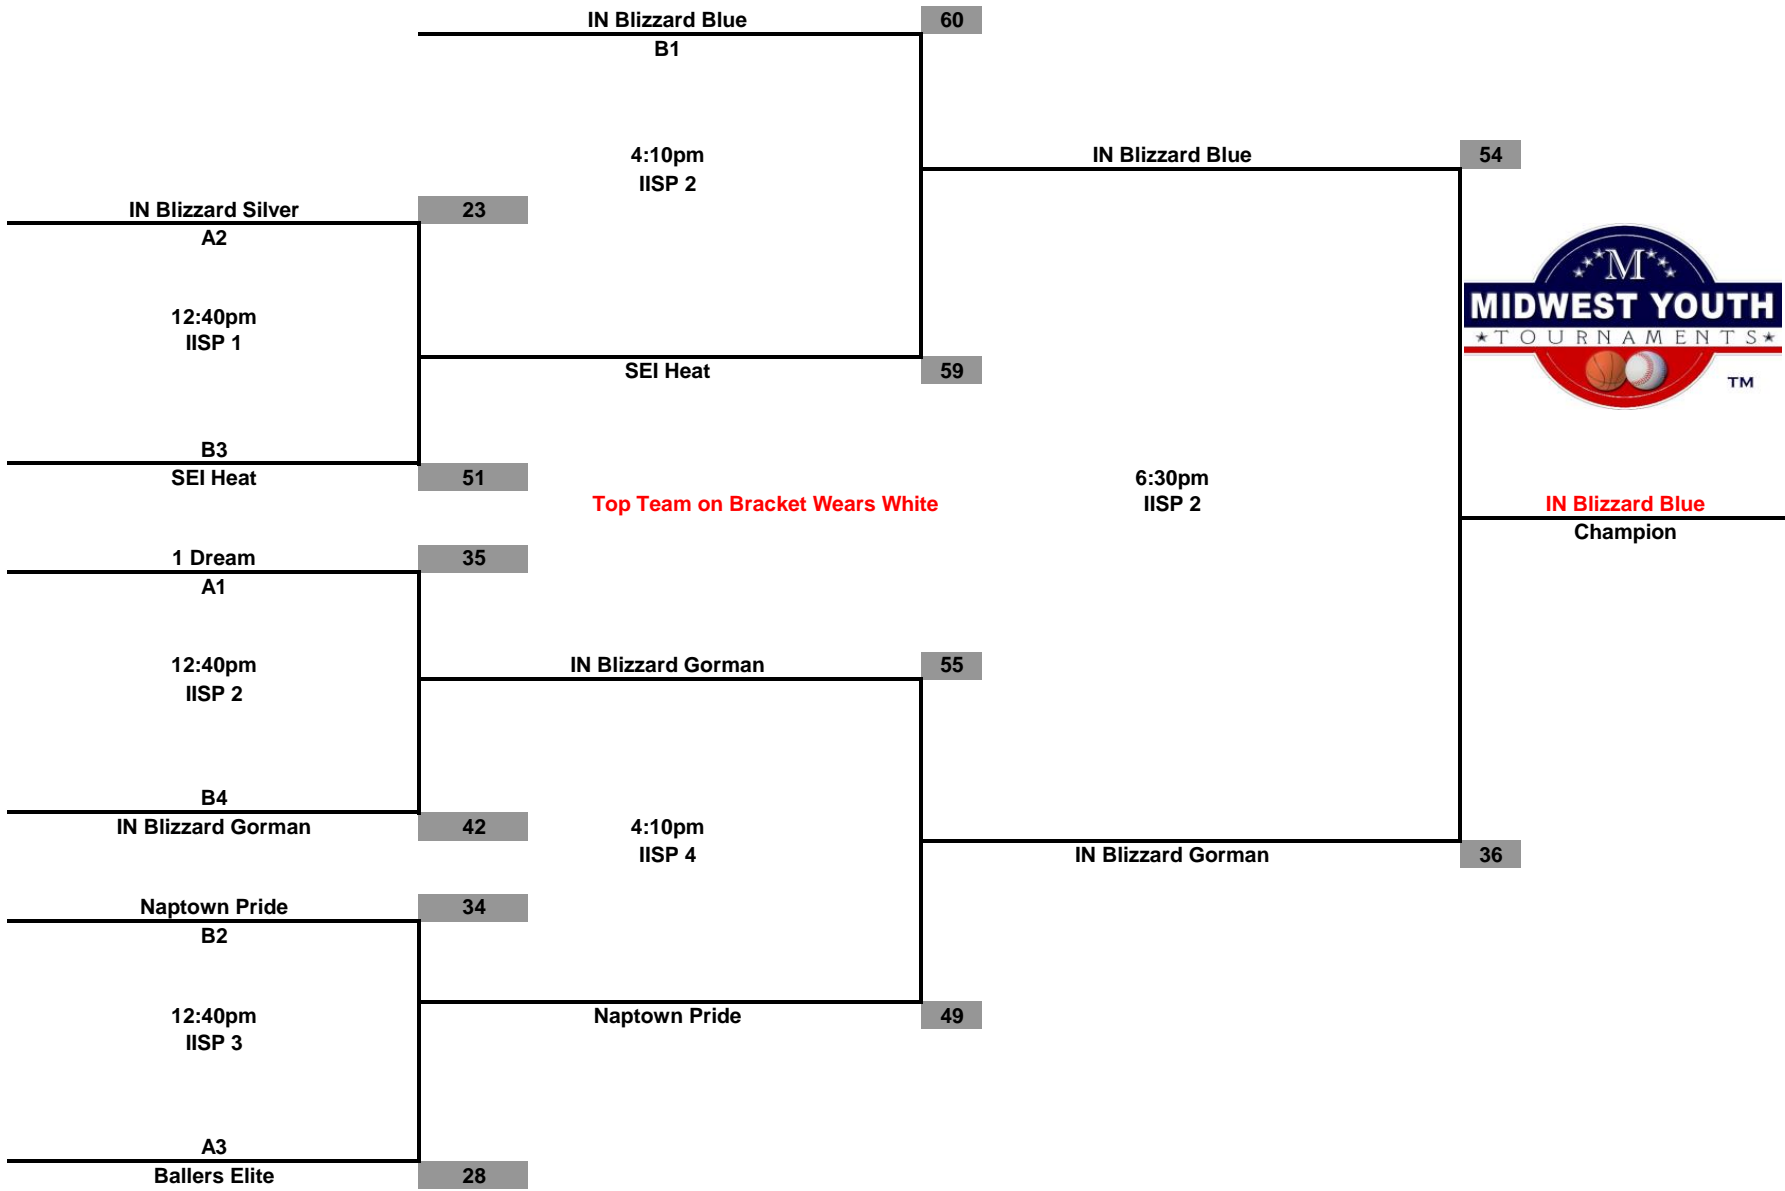 IN Blizzard Blue 60
B1
4:10pm
IISP 2
IN Blizzard Blue 54
IN Blizzard Silver 23
A2
12:40pm
IISP 1
M
MIDWEST YOUTH
TOURNAMENTS
TM
SEI Heat 59
B3
SEI Heat 51
Top Team on Bracket Wears White
6:30pm
IISP 2
IN Blizzard Blue
Champion
1 Dream 35
A1
12:40pm
IISP 2
IN Blizzard Gorman 55
B4
IN Blizzard Gorman 42
4:10pm
IISP 4
IN Blizzard Gorman 36
Naptown Pride 34
B2
12:40pm
IISP 3
Naptown Pride 49
A3
Ballers Elite 28